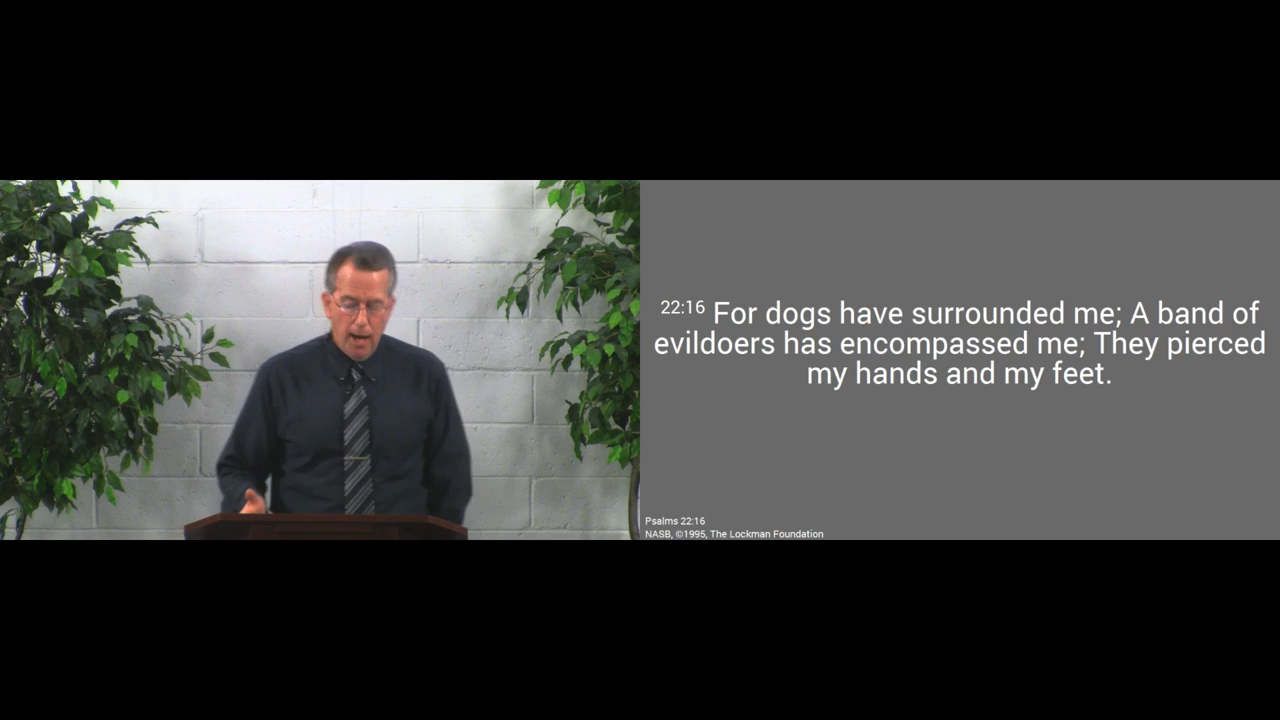 22:16 For dogs have surrounded me; A band of
evildoers has encompassed me; They pierced
my hands and my feet.
Psalms 22:16
NASB, ©1995, The Lockman Foundation